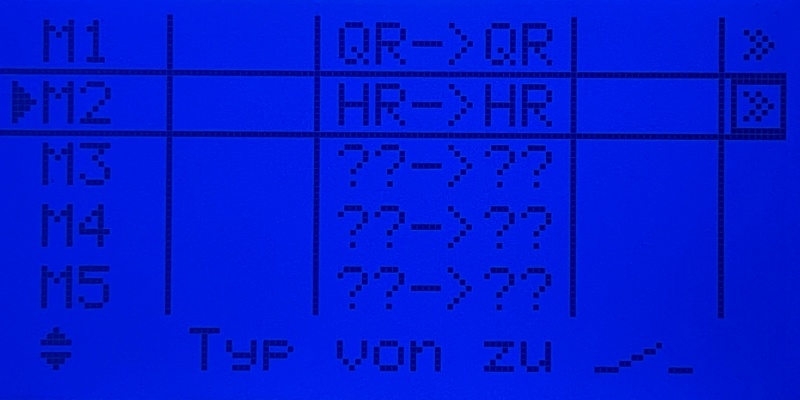 M1 QR->QR »
M2 HR->HR »
M3 ??->??
M4 ??->??
M5 ??->??
Typ von zu